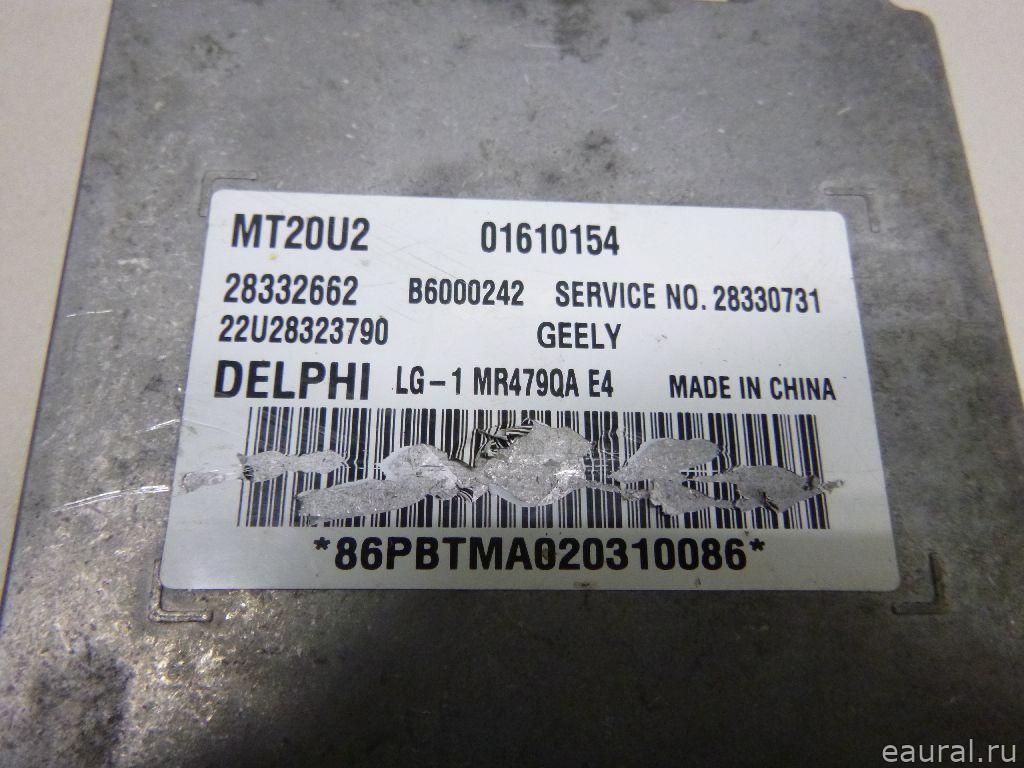 MT20U2 01610154
28332662 B6000242 SERVICE NO. 28330731
22U28323790 GEELY
DELPHI LG-1 MR479QA E4 MADE IN CHINA
*86PBTMA020310086*
eaural.ru